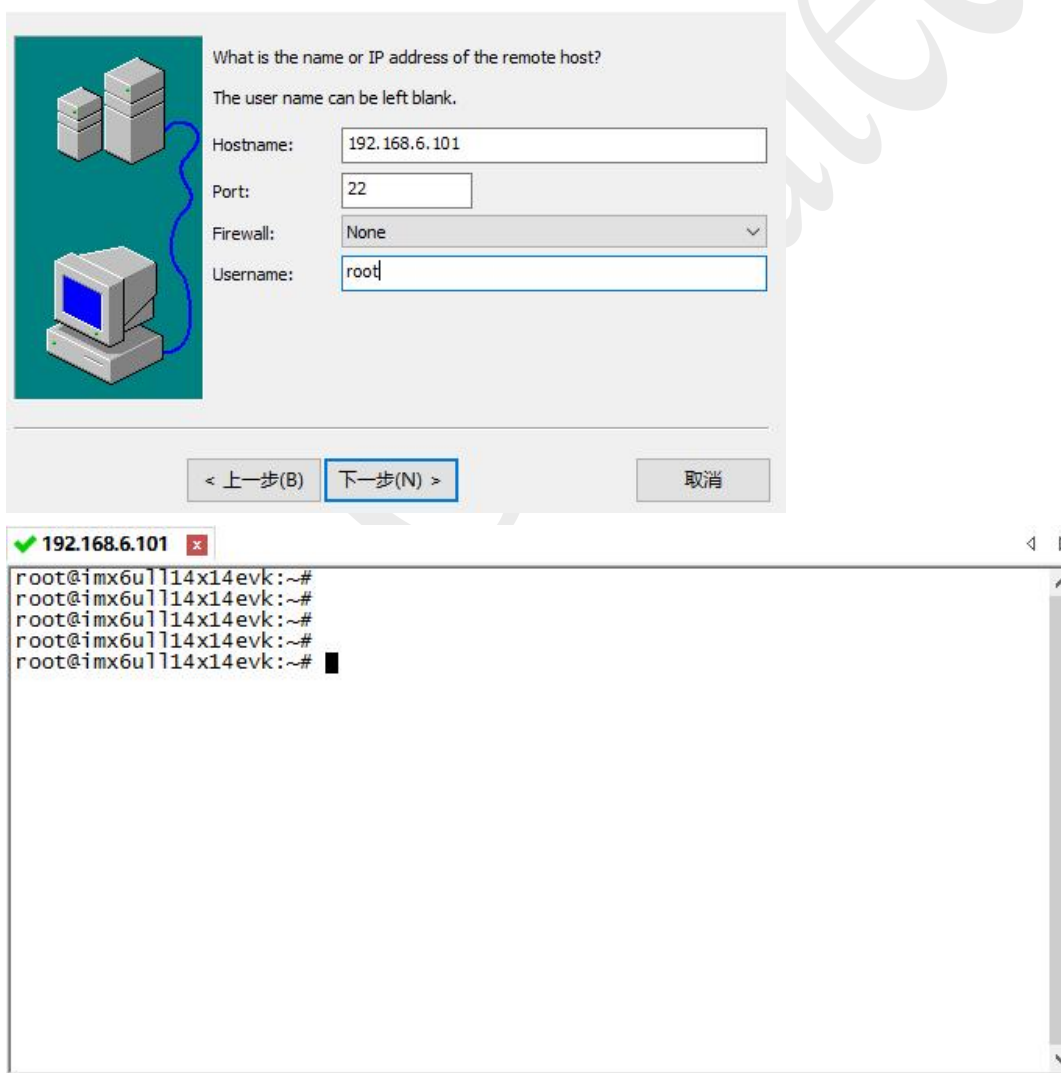 What is the name or IP address of the remote host?
The user name can be left blank.
Hostname: 192.168.6.101
Port: 22
Firewall: None
Username: root
< 上一步(B) 下一步(N) > 取消
192.168.6.101
root@imx6ull14x14evk:~#
root@imx6ull14x14evk:~#
root@imx6ull14x14evk:~#
root@imx6ull14x14evk:~#
root@imx6ull14x14evk:~#